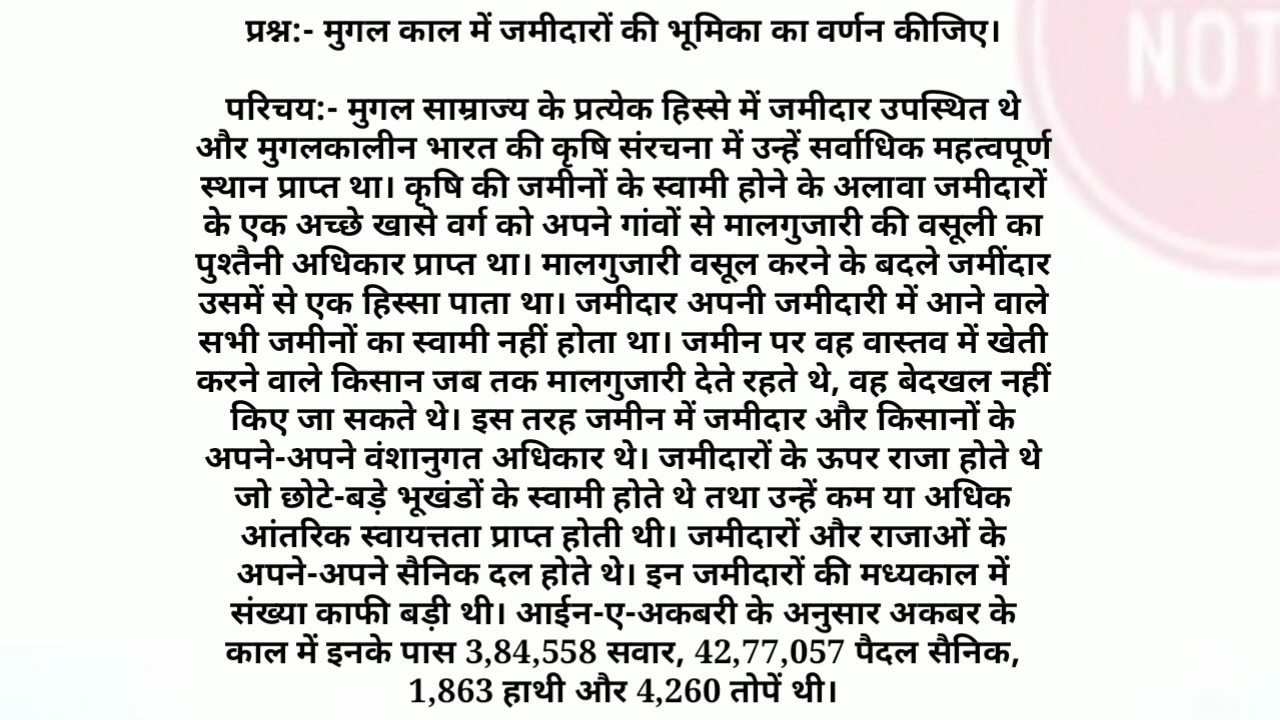 प्रश्न:- मुगल काल में जमीदारों की भूमिका का वर्णन कीजिए।
परिचय:- मुगल साम्राज्य के प्रत्येक हिस्से में जमीदार उपस्थित थे
और मुगलकालीन भारत की कृषि संरचना में उन्हें सर्वाधिक महत्वपूर्ण
स्थान प्राप्त था। कृषि की जमीनों के स्वामी होने के अलावा जमीदारों
के एक अच्छे खासे वर्ग को अपने गांवों से मालगुजारी की वसूली का
पुश्तैनी अधिकार प्राप्त था। मालगुजारी वसूल करने के बदले जमींदार
उसमें से एक हिस्सा पाता था। जमीदार अपनी जमीदारी में आने वाले
सभी जमीनों का स्वामी नहीं होता था। जमीन पर वह वास्तव में खेती
करने वाले किसान जब तक मालगुजारी देते रहते थे, वह बेदखल नहीं
किए जा सकते थे। इस तरह जमीन में जमीदार और किसानों के
अपने-अपने वंशानुगत अधिकार थे। जमीदारों के ऊपर राजा होते थे
जो छोटे-बड़े भूखंडों के स्वामी होते थे तथा उन्हें कम या अधिक
आंतरिक स्वायत्तता प्राप्त होती थी। जमीदारों और राजाओं के
अपने-अपने सैनिक दल होते थे। इन जमीदारों की मध्यकाल में
संख्या काफी बड़ी थी। आईन-ए-अकबरी के अनुसार अकबर के
काल में इनके पास 3,84,558 सवार, 42,77,057 पैदल सैनिक,
1,863 हाथी और 4,260 तोपें थी।
NOT